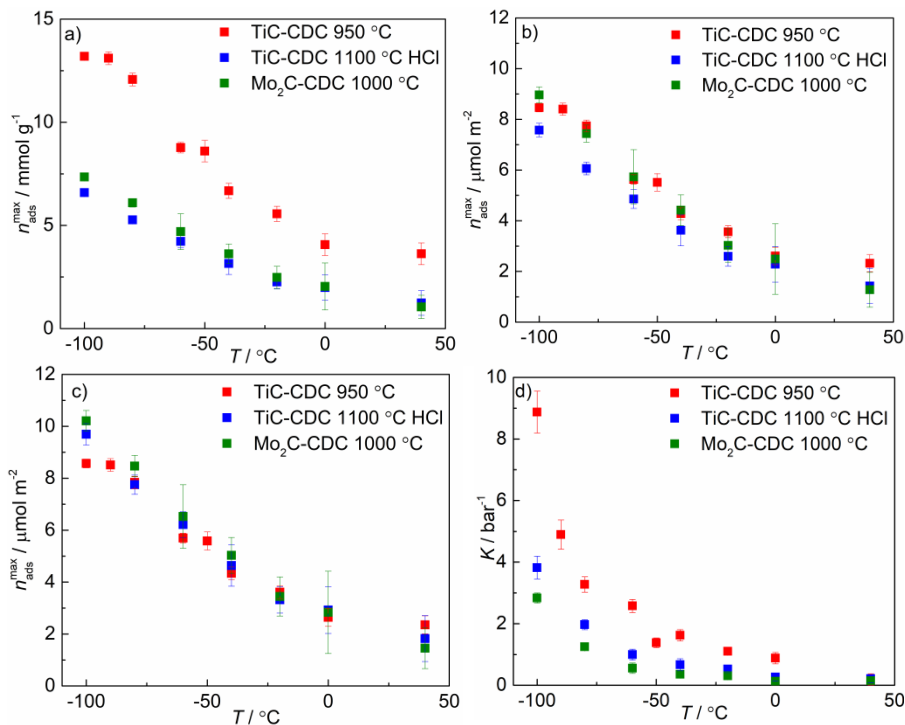 a)
TiC-CDC 950 °C
TiC-CDC 1100 °C HCl
Mo₂C-CDC 1000 °C
n_ads^max / mmol g⁻¹
15
10
5
0
-100 -50 0 50
T / °C
b)
TiC-CDC 950 °C
TiC-CDC 1100 °C HCl
Mo₂C-CDC 1000 °C
n_ads^max / μmol m⁻²
12
10
8
6
4
2
0
-100 -50 0 50
T / °C
c)
TiC-CDC 950 °C
TiC-CDC 1100 °C HCl
Mo₂C-CDC 1000 °C
n_ads^max / μmol m⁻²
12
10
8
6
4
2
0
-100 -50 0 50
T / °C
d)
TiC-CDC 950 °C
TiC-CDC 1100 °C HCl
Mo₂C-CDC 1000 °C
K / bar⁻¹
10
8
6
4
2
0
-100 -50 0 50
T / °C